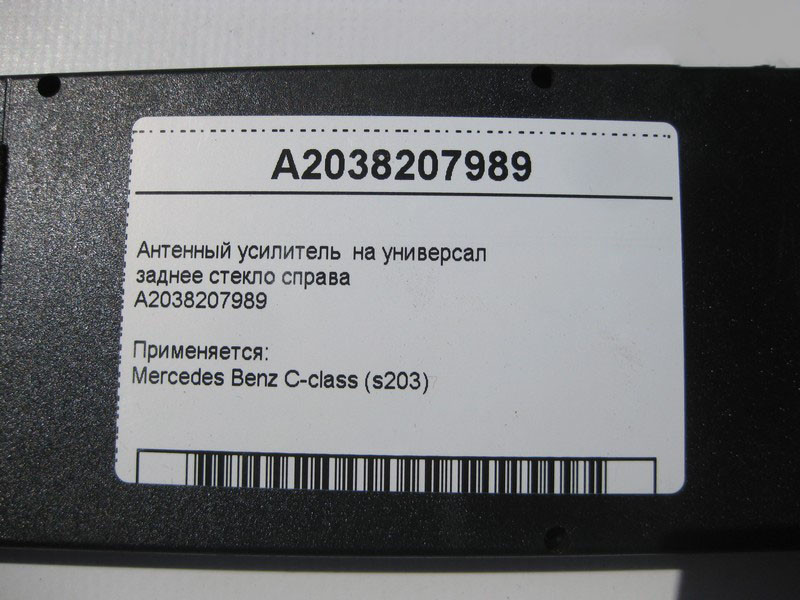 A2038207989
Антенный усилитель на универсал
заднее стекло справа
A2038207989
Применяется:
Mercedes Benz C-class (s203)